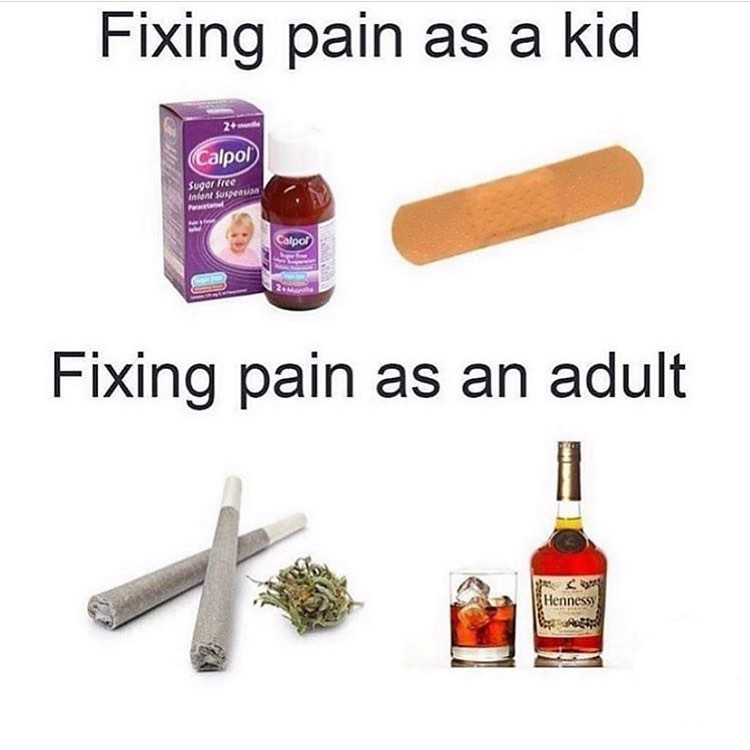 Fixing pain as a kid
2+ months
Calpol
Sugar Free
Infant Suspension
Paracetamol
Calpol
2+Months
Fixing pain as an adult
Hennessy